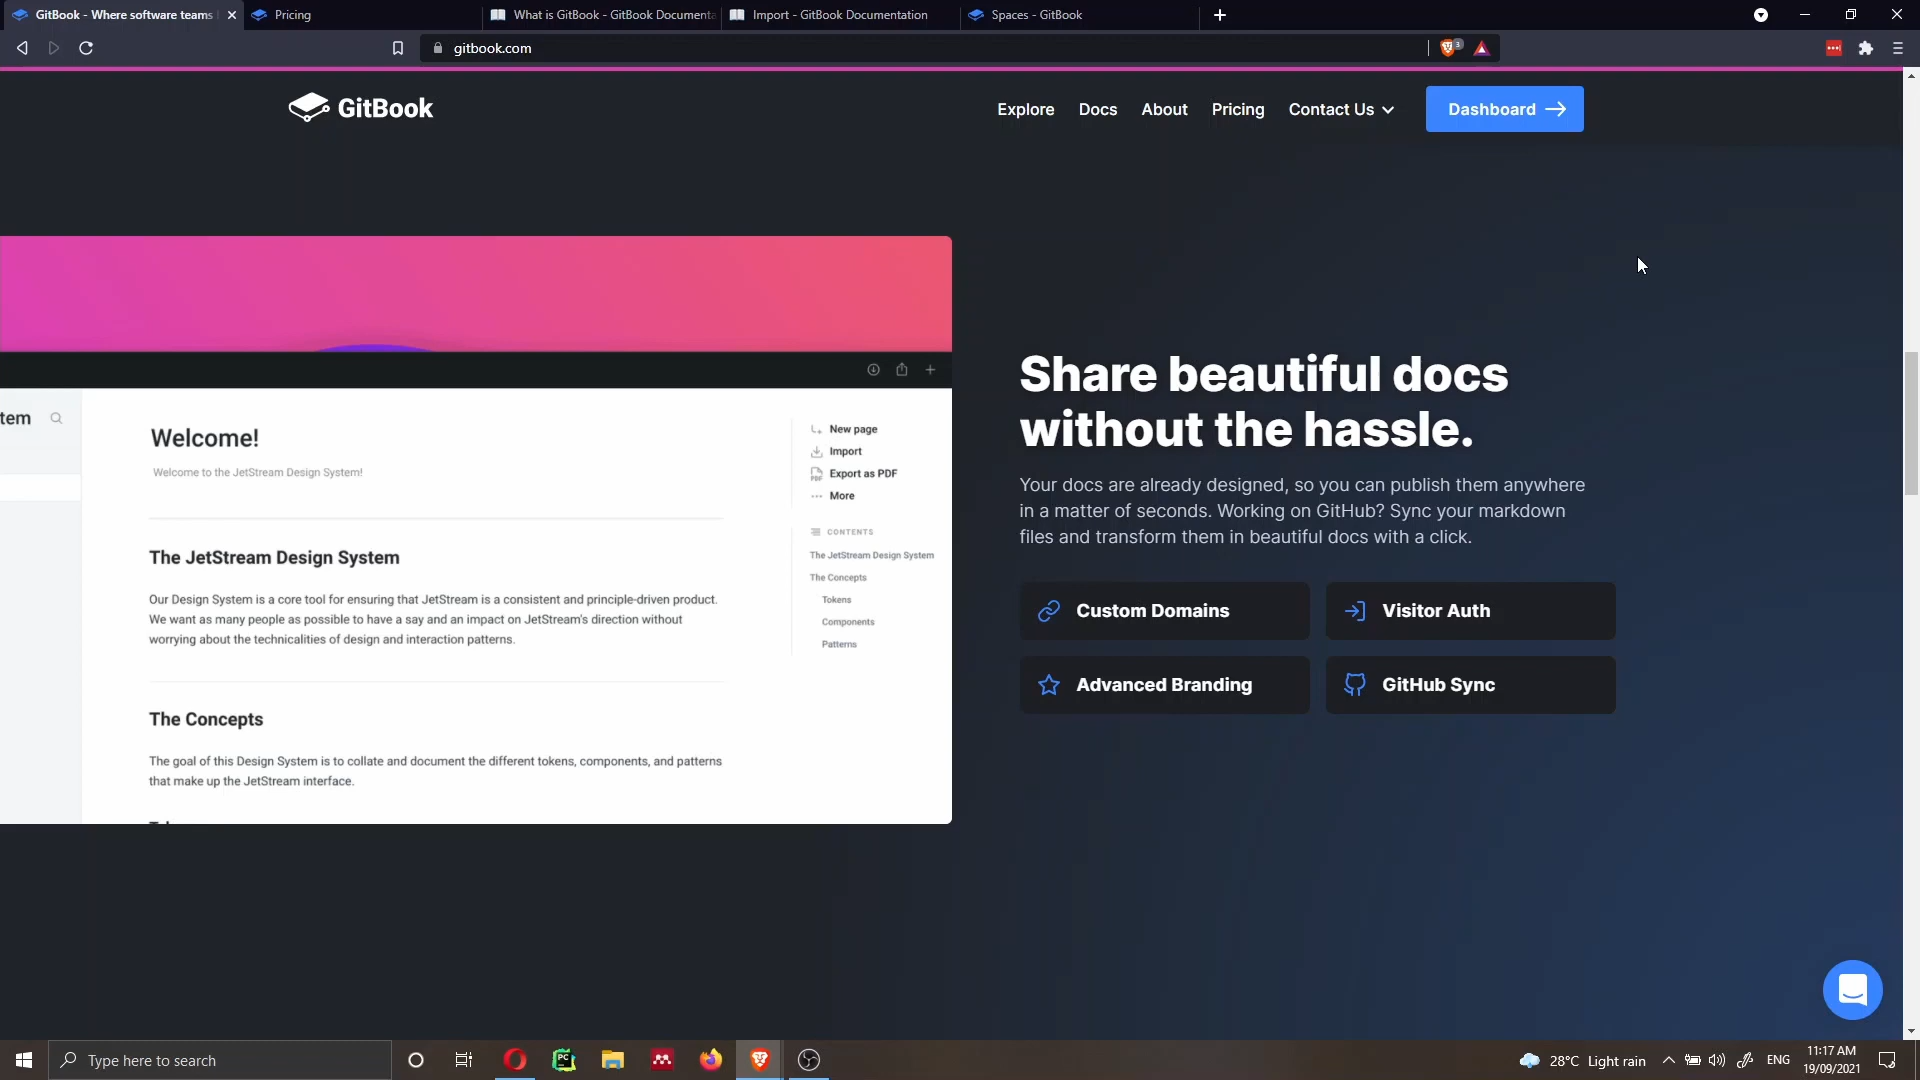 GitBook - Where software teams
Pricing
What is GitBook - GitBook Documenta
Import - GitBook Documentation
Spaces - GitBook
gitbook.com
3
GitBook
Explore
Docs
About
Pricing
Contact Us
Dashboard
tem
Welcome!
Welcome to the JetStream Design System!
The JetStream Design System
Our Design System is a core tool for ensuring that JetStream is a consistent and principle-driven product.
We want as many people as possible to have a say and an impact on JetStream's direction without
worrying about the technicalities of design and interaction patterns.
The Concepts
The goal of this Design System is to collate and document the different tokens, components, and patterns
that make up the JetStream interface.
New page
Import
PDF
Export as PDF
More
CONTENTS
The JetStream Design System
The Concepts
Tokens
Components
Patterns
Share beautiful docs
without the hassle.
Your docs are already designed, so you can publish them anywhere
in a matter of seconds. Working on GitHub? Sync your markdown
files and transform them in beautiful docs with a click.
Custom Domains
Visitor Auth
Advanced Branding
GitHub Sync
Type here to search
PC
28°C Light rain
ENG
11:17 AM
19/09/2021